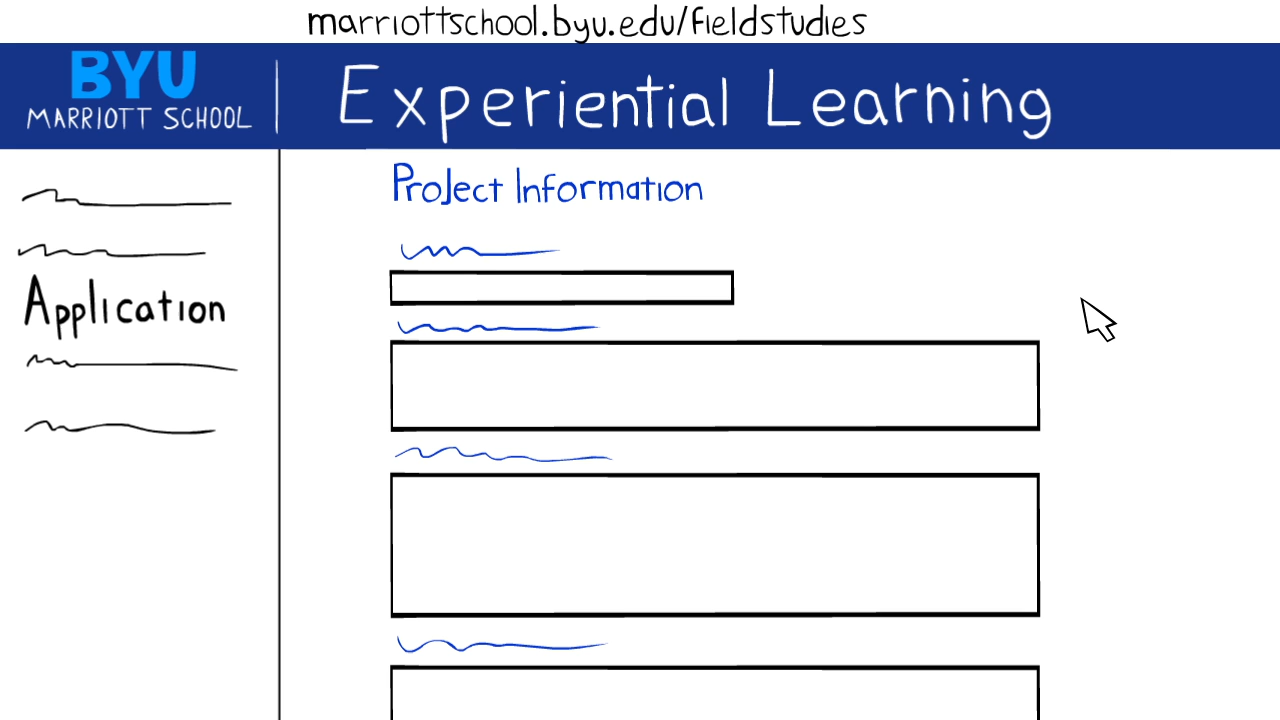 marriottschool.byu.edu/fieldstudies
BYU
MARRIOTT SCHOOL
Experiential Learning
Project Information
Application